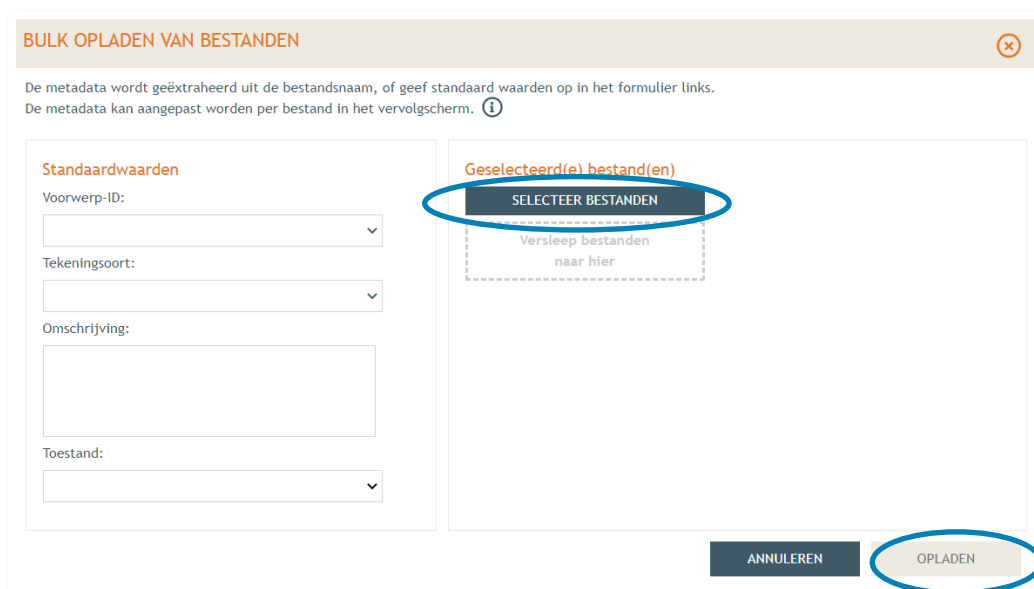 BULK OPLADEN VAN BESTANDEN
De metadata wordt geëxtraheerd uit de bestandsnaam, of geef standaard waarden op in het formulier links.
De metadata kan aangepast worden per bestand in het vervolgscherm.
Standaardwaarden
Voorwerp-ID:
Tekeningsoort:
Omschrijving:
Toestand:
Geselecteerd(e) bestand(en)
SELECTEER BESTANDEN
Versleep bestanden
naar hier
ANNULEREN
OPLADEN